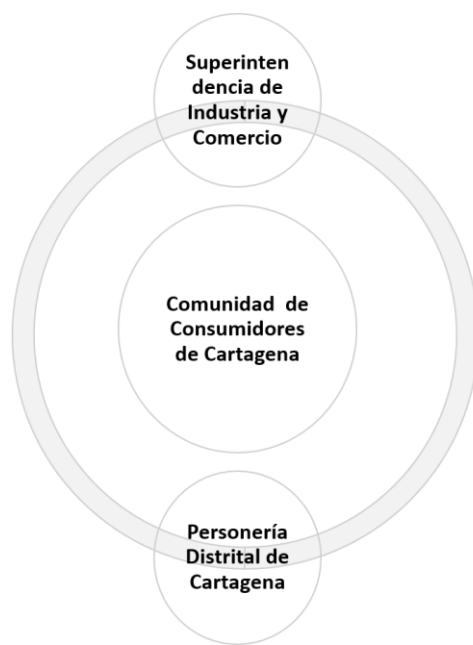 Superinten
dencia de
Industria y
Comercio
Comunidad de
Consumidores
de Cartagena
Personería
Distrital de
Cartagena